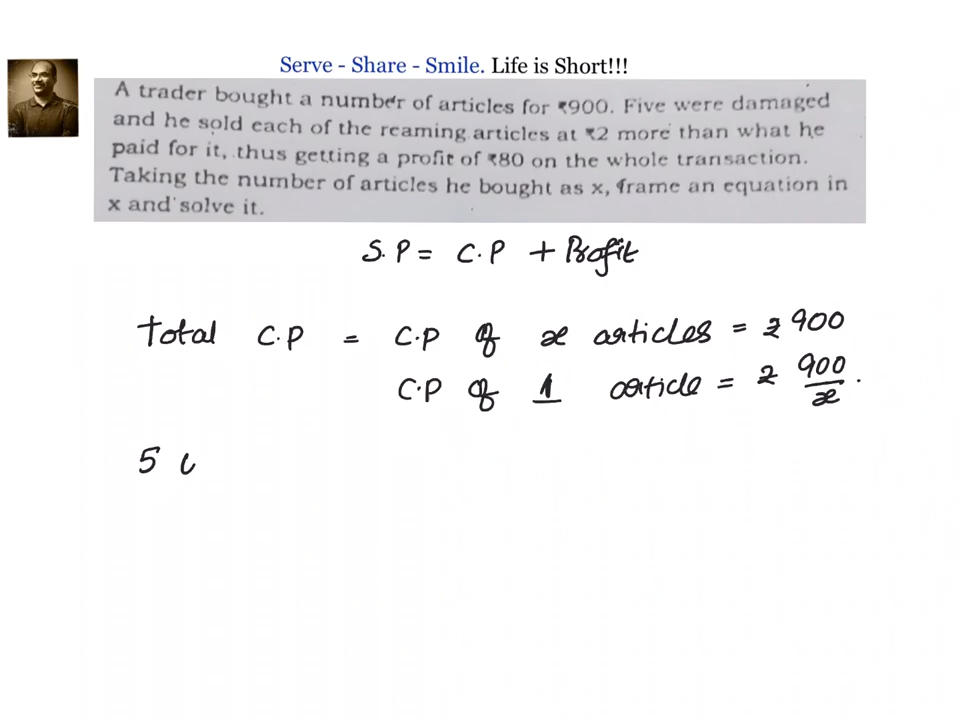 Serve - Share - Smile. Life is Short!!!
A trader bought a number of articles for ₹900. Five were damaged
and he sold each of the reaming articles at ₹2 more than what he
paid for it, thus getting a profit of ₹80 on the whole transaction.
Taking the number of articles he bought as x, frame an equation in
x and solve it.
S.P = C.P + Profit
Total C.P = C.P of x articles = ₹ 900
C.P of 1 article = ₹ 900/x.
5